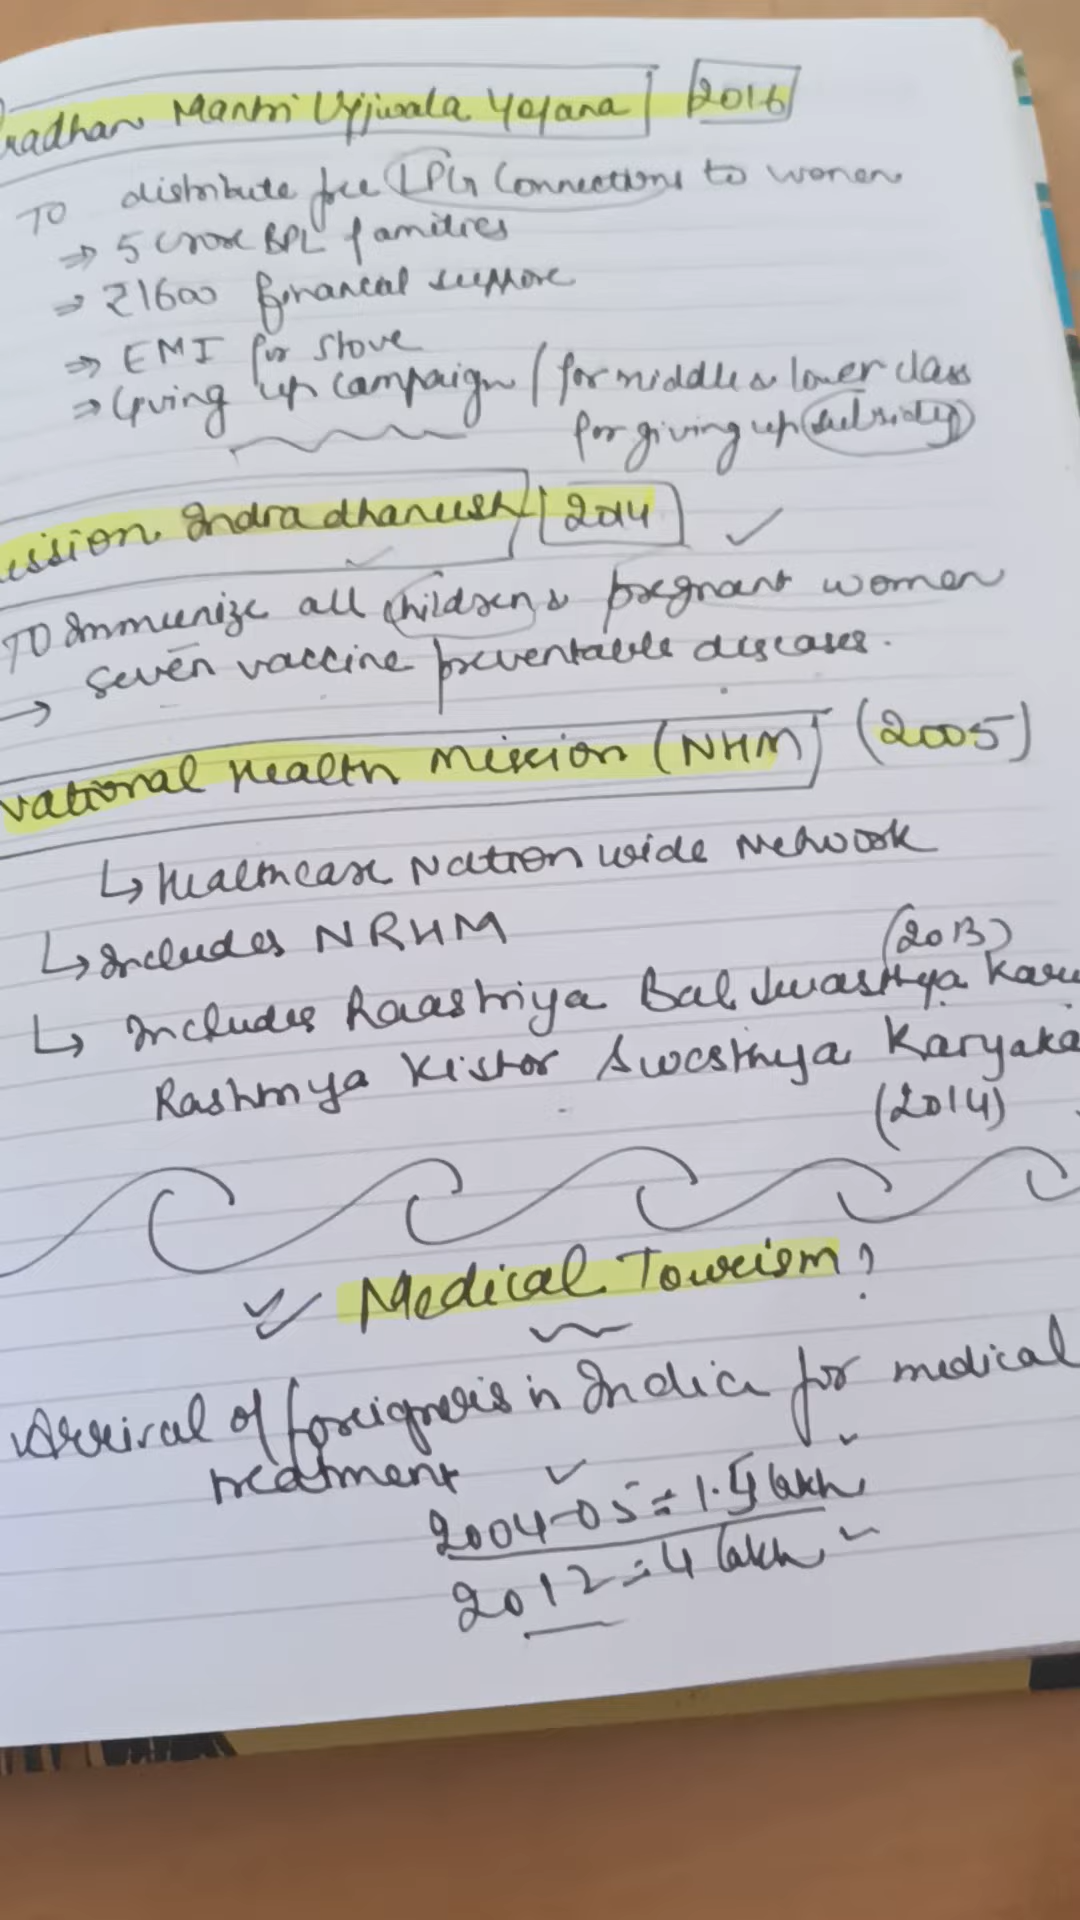 radhan Mantri Ujjwala Yojana 2016
TO distribute free LPG Connections to women
⇒ 5 crore BPL families
⇒ ₹1600 financial support
⇒ EMI for stove
⇒ Giving up campaign / for middle & lower class
for giving up subsidy
ission Indradhanush 2014
TO Immunize all children & pregnant women
→ seven vaccine preventable diseases.
National Health Mission (NHM) (2005)
↳ Healthcare Nation wide Network
↳ Includes NRHM
(2013)
↳ Includes Raashtriya Bal Swasthya Kary
Rashtriya Kishor Swasthya Karyaka
(2014)
Medical Tourism?
Arrival of foreigners in India for medical
treatment
2004-05 = 1.5 lakh
2012 = 4 lakh